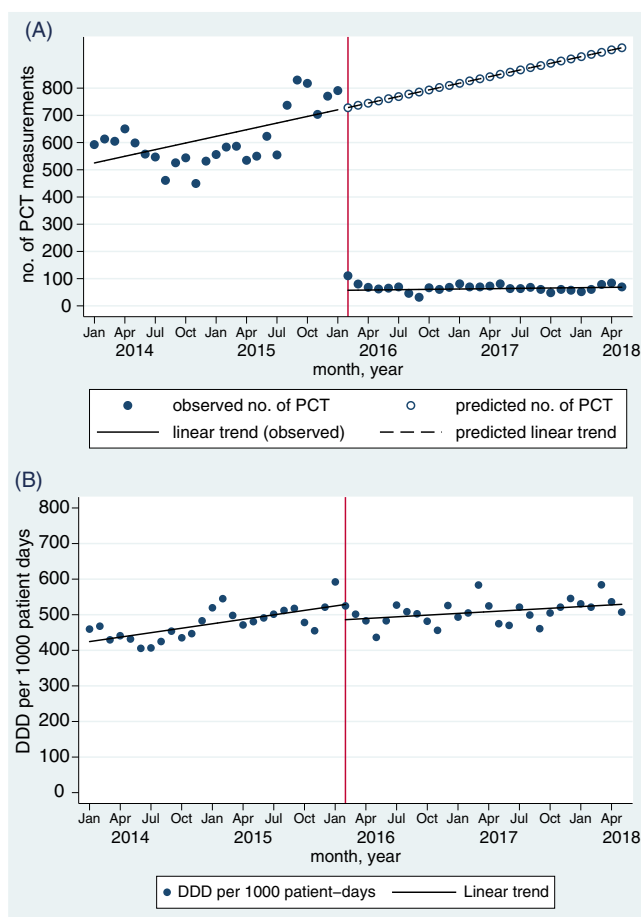 (A)
no. of PCT measurements
800
700
600
500
400
300
200
100
0
Jan Apr Jul Oct Jan Apr Jul Oct Jan Apr Jul Oct Jan Apr Jul Oct Jan Apr
2014 2015 2016 2017 2018
month, year
observed no. of PCT predicted no. of PCT
linear trend (observed) predicted linear trend
(B)
DDD per 1000 patient days
800
700
600
500
400
300
200
100
0
Jan Apr Jul Oct Jan Apr Jul Oct Jan Apr Jul Oct Jan Apr Jul Oct Jan Apr
2014 2015 2016 2017 2018
month, year
DDD per 1000 patient–days Linear trend